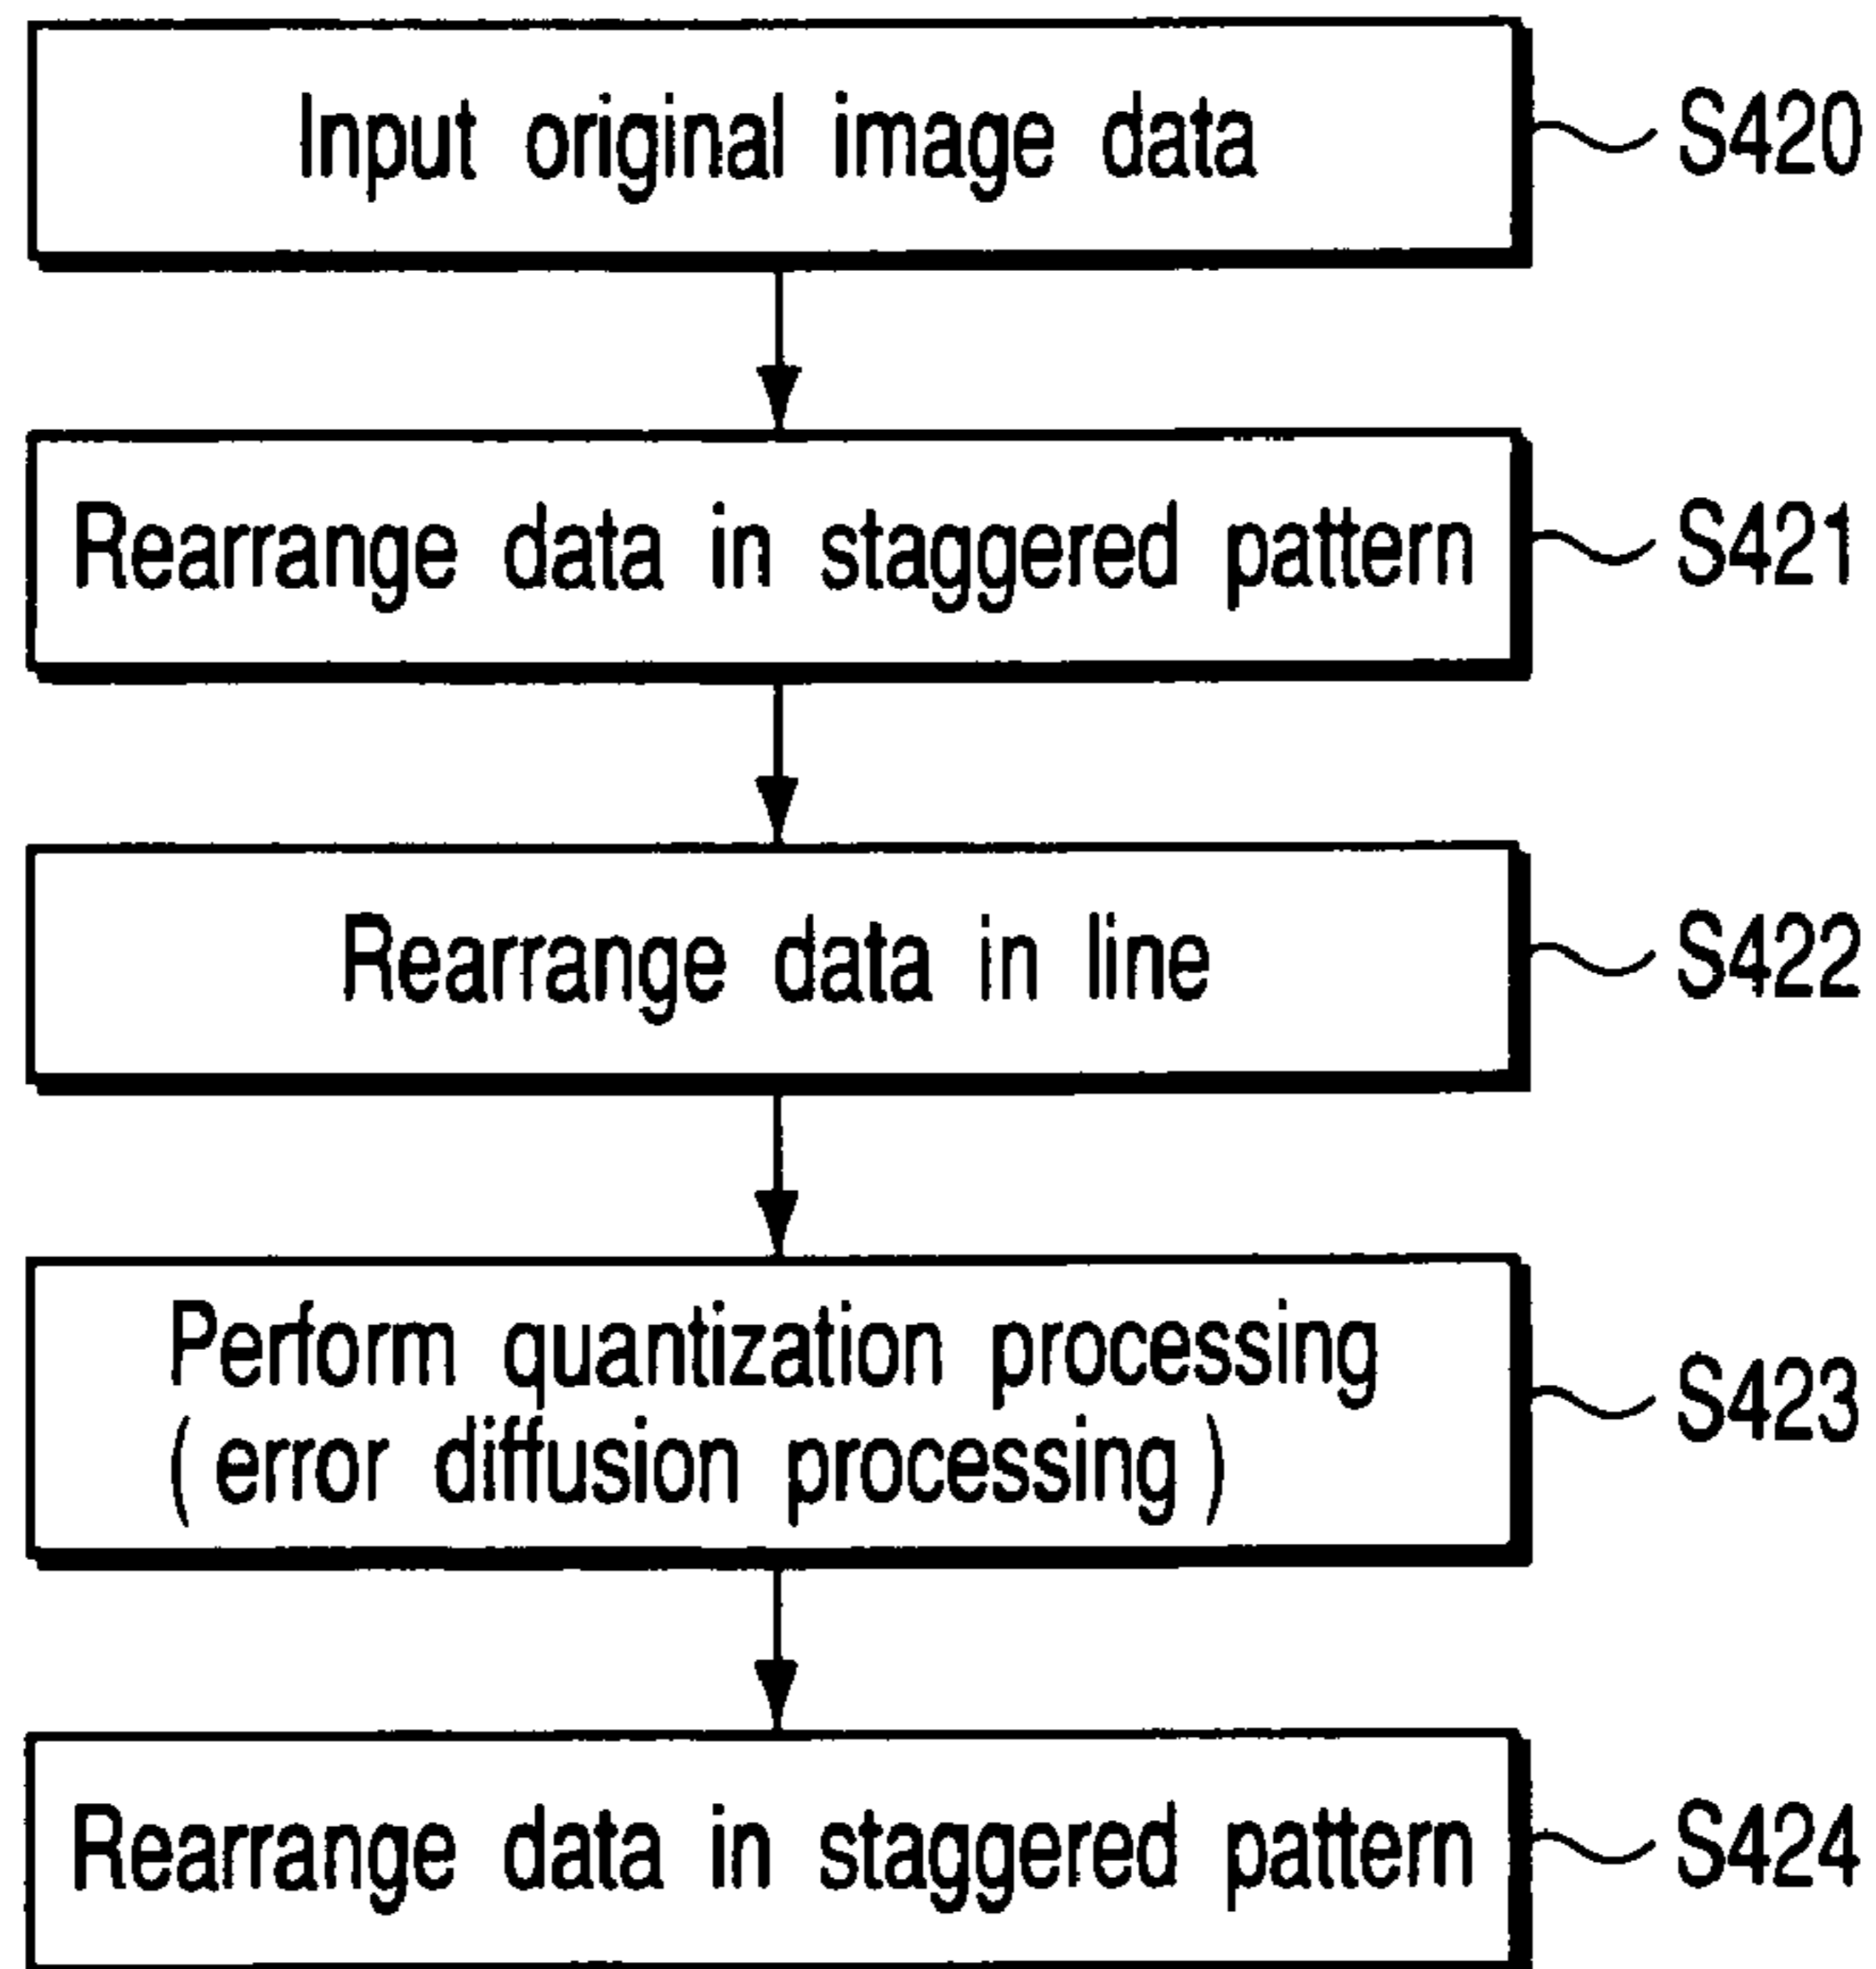 Input original image data
S420
Rearrange data in staggered pattern
S421
Rearrange data in line
S422
Perform quantization processing
(error diffusion processing)
S423
Rearrange data in staggered pattern
S424